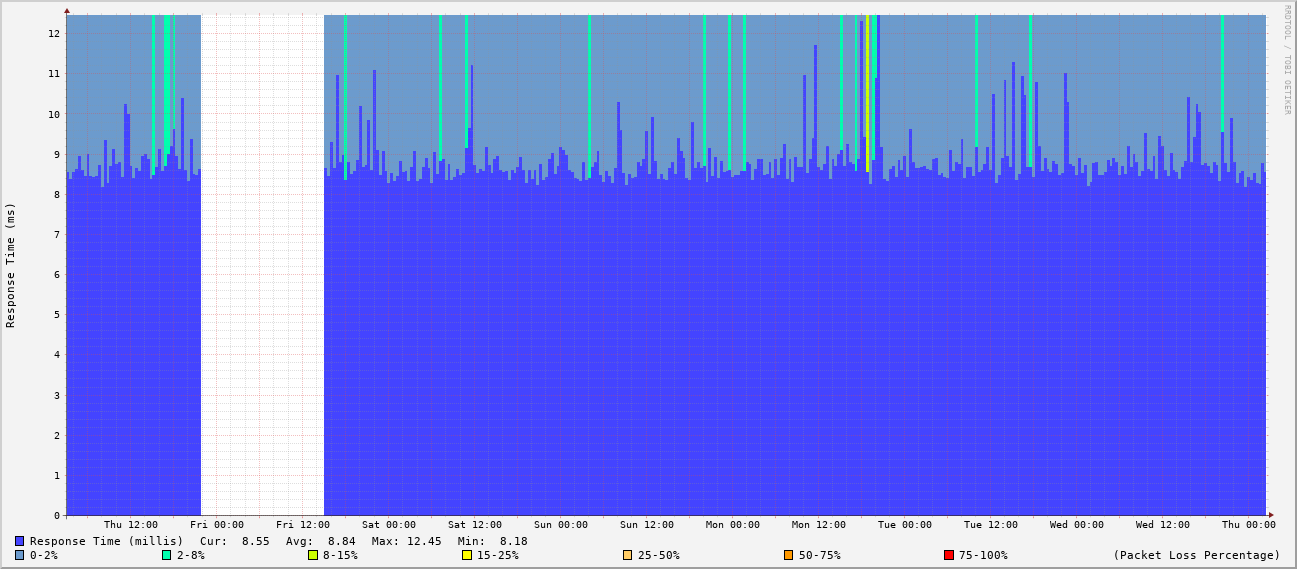 RRDTOOL / TOBI OETIKER
Response Time (ms)
12
11
10
9
8
7
6
5
4
3
2
1
0
Thu 12:00 Fri 00:00 Fri 12:00 Sat 00:00 Sat 12:00 Sun 00:00 Sun 12:00 Mon 00:00 Mon 12:00 Tue 00:00 Tue 12:00 Wed 00:00 Wed 12:00 Thu 00:00
Response Time (millis) Cur: 8.55 Avg: 8.84 Max: 12.45 Min: 8.18
0-2% 2-8% 8-15% 15-25% 25-50% 50-75% 75-100% (Packet Loss Percentage)